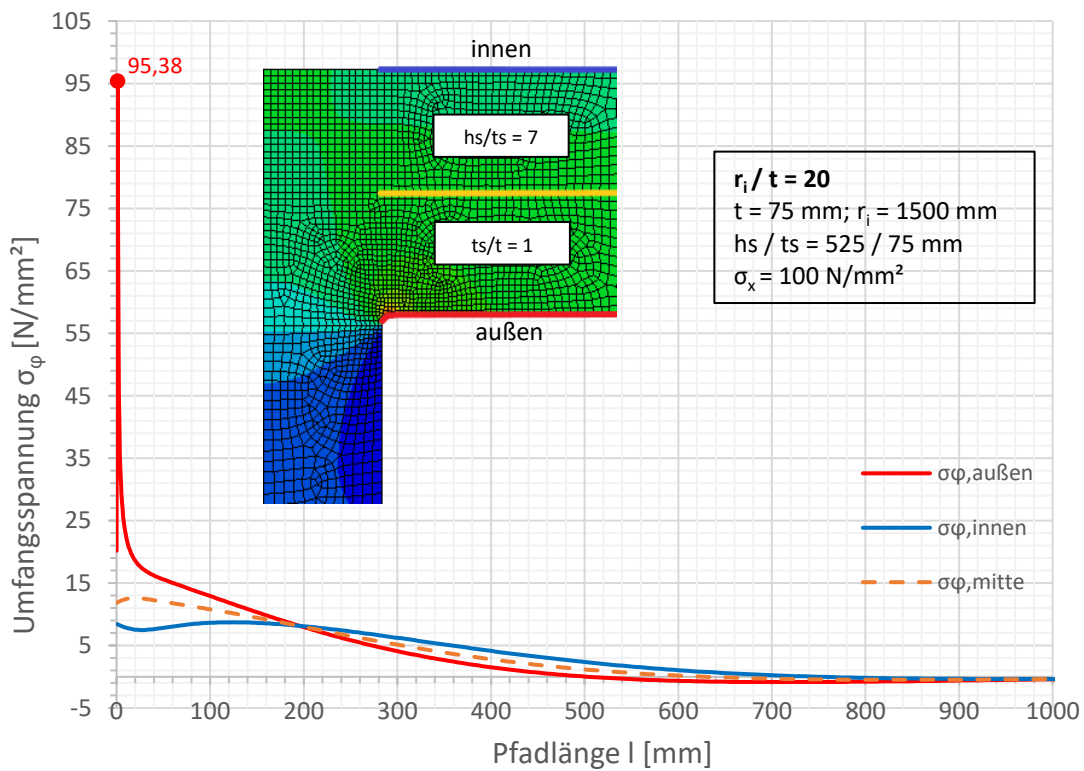 105
95
85
75
65
55
45
35
25
15
5
-5
Umfangsspannung σφ [N/mm²]
95,38
innen
hs/ts = 7
ts/t = 1
außen
ri / t = 20
t = 75 mm; ri = 1500 mm
hs / ts = 525 / 75 mm
σx = 100 N/mm²
σφ,außen
σφ,innen
σφ,mitte
0 100 200 300 400 500 600 700 800 900 1000
Pfadlänge l [mm]